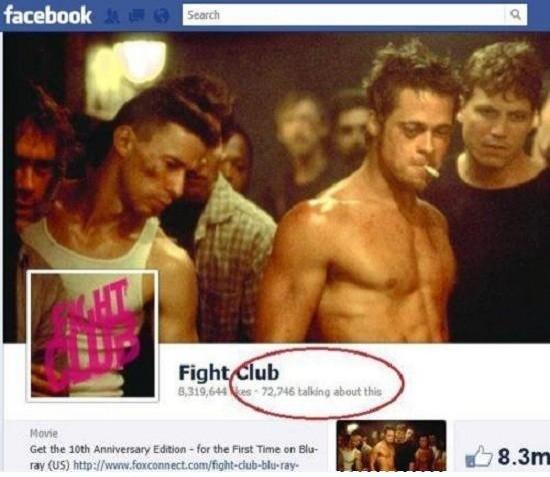 facebook
Search
FIGHT
CLUB
Fight Club
8,319,644 likes · 72,746 talking about this
Movie
Get the 10th Anniversary Edition - for the First Time on Blu-
ray (US) http://www.foxconnect.com/fight-club-blu-ray-
8.3m